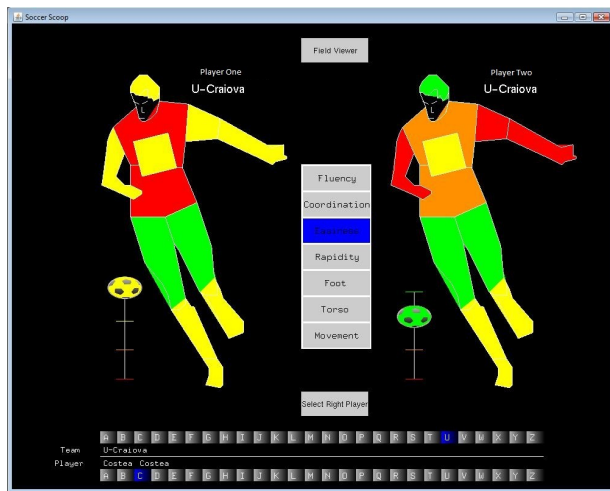 Soccer Scoop
Field Viewer
Player One
U-Craiova
Player Two
U-Craiova
Fluency
Coordination
Rapidity
Foot
Torso
Movement
Select Right Player
A B C D E F G H I J K L M N O P Q R S T U V W X Y Z
Team U-Craiova
Player Costea Costea
A B C D E F G H I J K L M N O P Q R S T U V W X Y Z